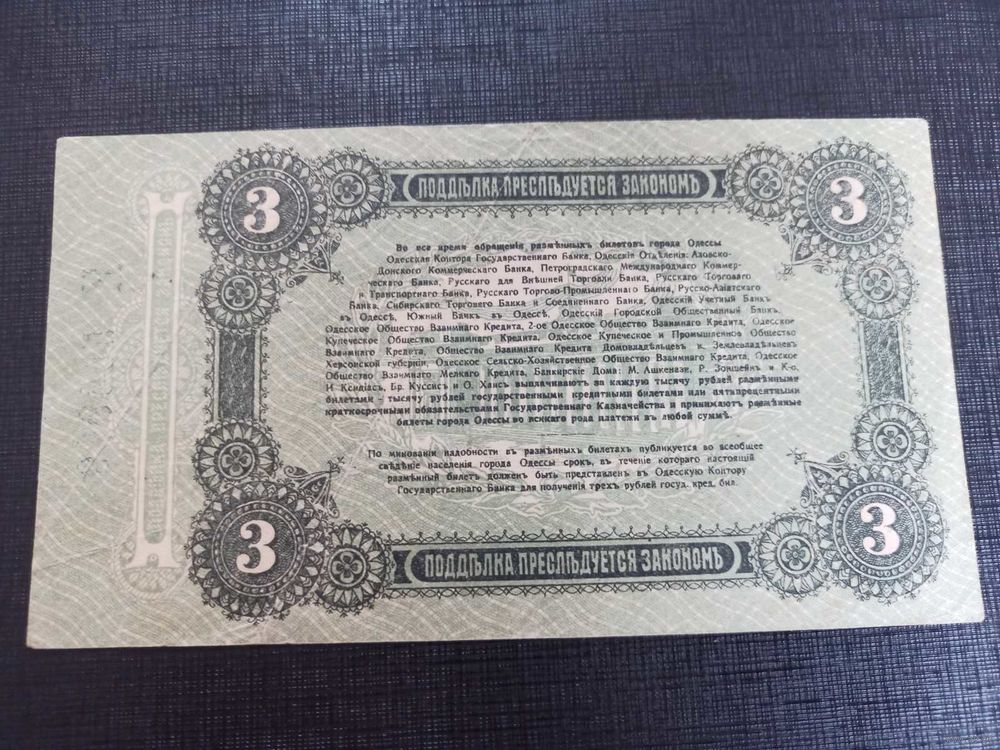 3 ПОДДѢЛКА ПРЕСЛѢДУЕТСЯ ЗАКОНОМЪ 3
Во все время обращенія размѣнныхъ билетовъ города Одессы
Одесская Контора Государственнаго Банка, Одесскія Отдѣленія: Азовско-
Донского Коммерческаго Банка, Петроградскаго Международнаго Коммер-
ческаго Банка, Русскаго для Внѣшней Торговли Банка, Русскаго Торговаго
и Транспортнаго Банка, Русскаго Торгово-Промышленнаго Банка, Русско-Азіатскаго
Банка, Сибирскаго Торговаго Банка и Соединеннаго Банка, Одесскій Учетный Банкъ
въ Одессѣ, Южный Банкъ въ Одессѣ, Одесскій Городской Общественный Банкъ,
Одесское Общество Взаимнаго Кредита, 2-ое Одесское Общество Взаимнаго Кредита, Одесское
Купеческое Общество Взаимнаго Кредита, Одесское Купеческое и Промышленное Общество
Взаимнаго Кредита, Общество Взаимнаго Кредита Домовладѣльцевъ и Землевладѣльцевъ
Херсонской губерніи, Одесское Сельско-Хозяйственное Общество Взаимнаго Кредита, Одесское
Общество Взаимнаго Мелкаго Кредита, Банкирскіе Дома: М. Ашкенази, Р. Зонштейнъ и К-о,
И Ксидіасъ, Бр. Куссисъ и О. Хаисъ выплачиваютъ за каждую тысячу рублей размѣнными
билетами – тысячу рублей государственными кредитными билетами или пятипроцентными
краткосрочными обязательствами Государственнаго Казначейства и принимаютъ размѣнные
билеты города Одессы во всякаго рода платежи въ любой суммѣ.
По минованіи надобности въ размѣнныхъ билетахъ публикуется во всеобщее
свѣдѣніе населенія города Одессы срокъ, въ теченіе котораго настоящій
размѣнный билетъ долженъ быть представленъ въ Одесскую Контору
Государственнаго Банка для полученія трехъ рублей госуд. кред. бил.
3 ПОДДѢЛКА ПРЕСЛѢДУЕТСЯ ЗАКОНОМЪ 3